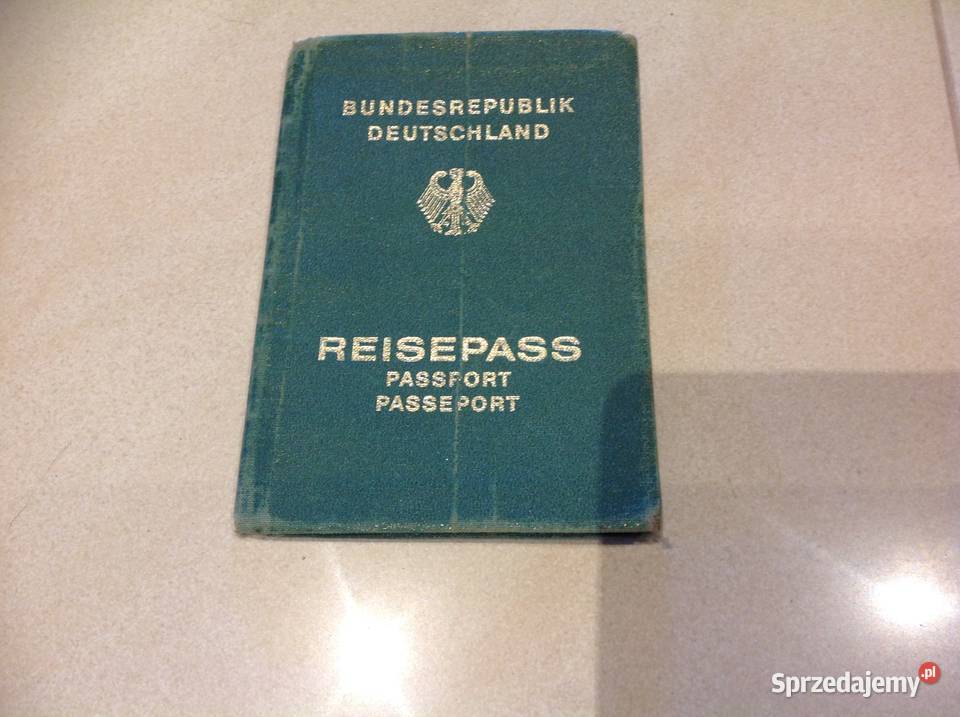 BUNDESREPUBLIK
DEUTSCHLAND
REISEPASS
PASSPORT
PASSEPORT
Sprzedajemy.pl